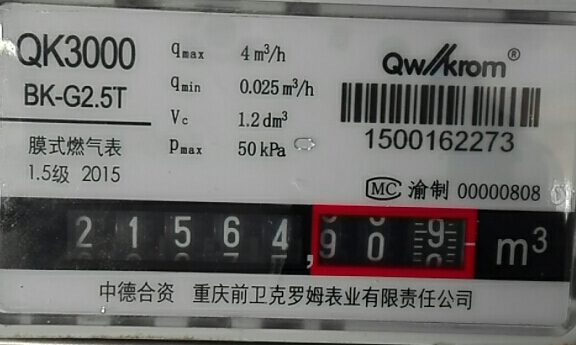 QK3000
BK-G2.5T
膜式燃气表
1.5级 2015
qmax 4 m³/h
qmin 0.025 m³/h
Vc 1.2 dm³
Pmax 50 kPa
Qw//krom®
1500162273
MC 渝制 00000808
21564,909 m³
中德合资 重庆前卫克罗姆表业有限责任公司